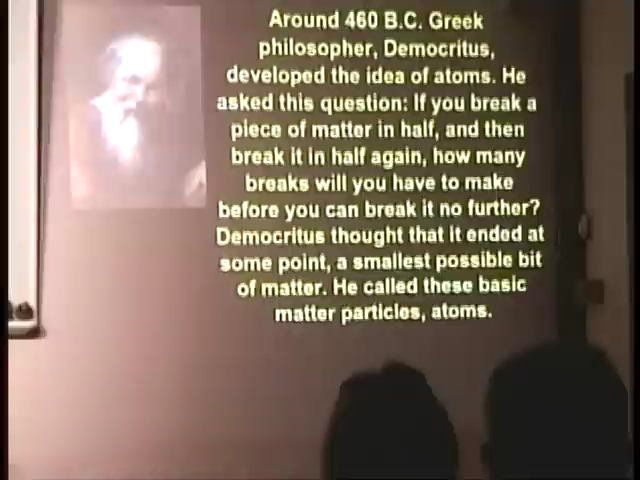 Around 460 B.C. Greek
philosopher, Democritus,
developed the idea of atoms. He
asked this question: If you break a
piece of matter in half, and then
break it in half again, how many
breaks will you have to make
before you can break it no further?
Democritus thought that it ended at
some point, a smallest possible bit
of matter. He called these basic
matter particles, atoms.